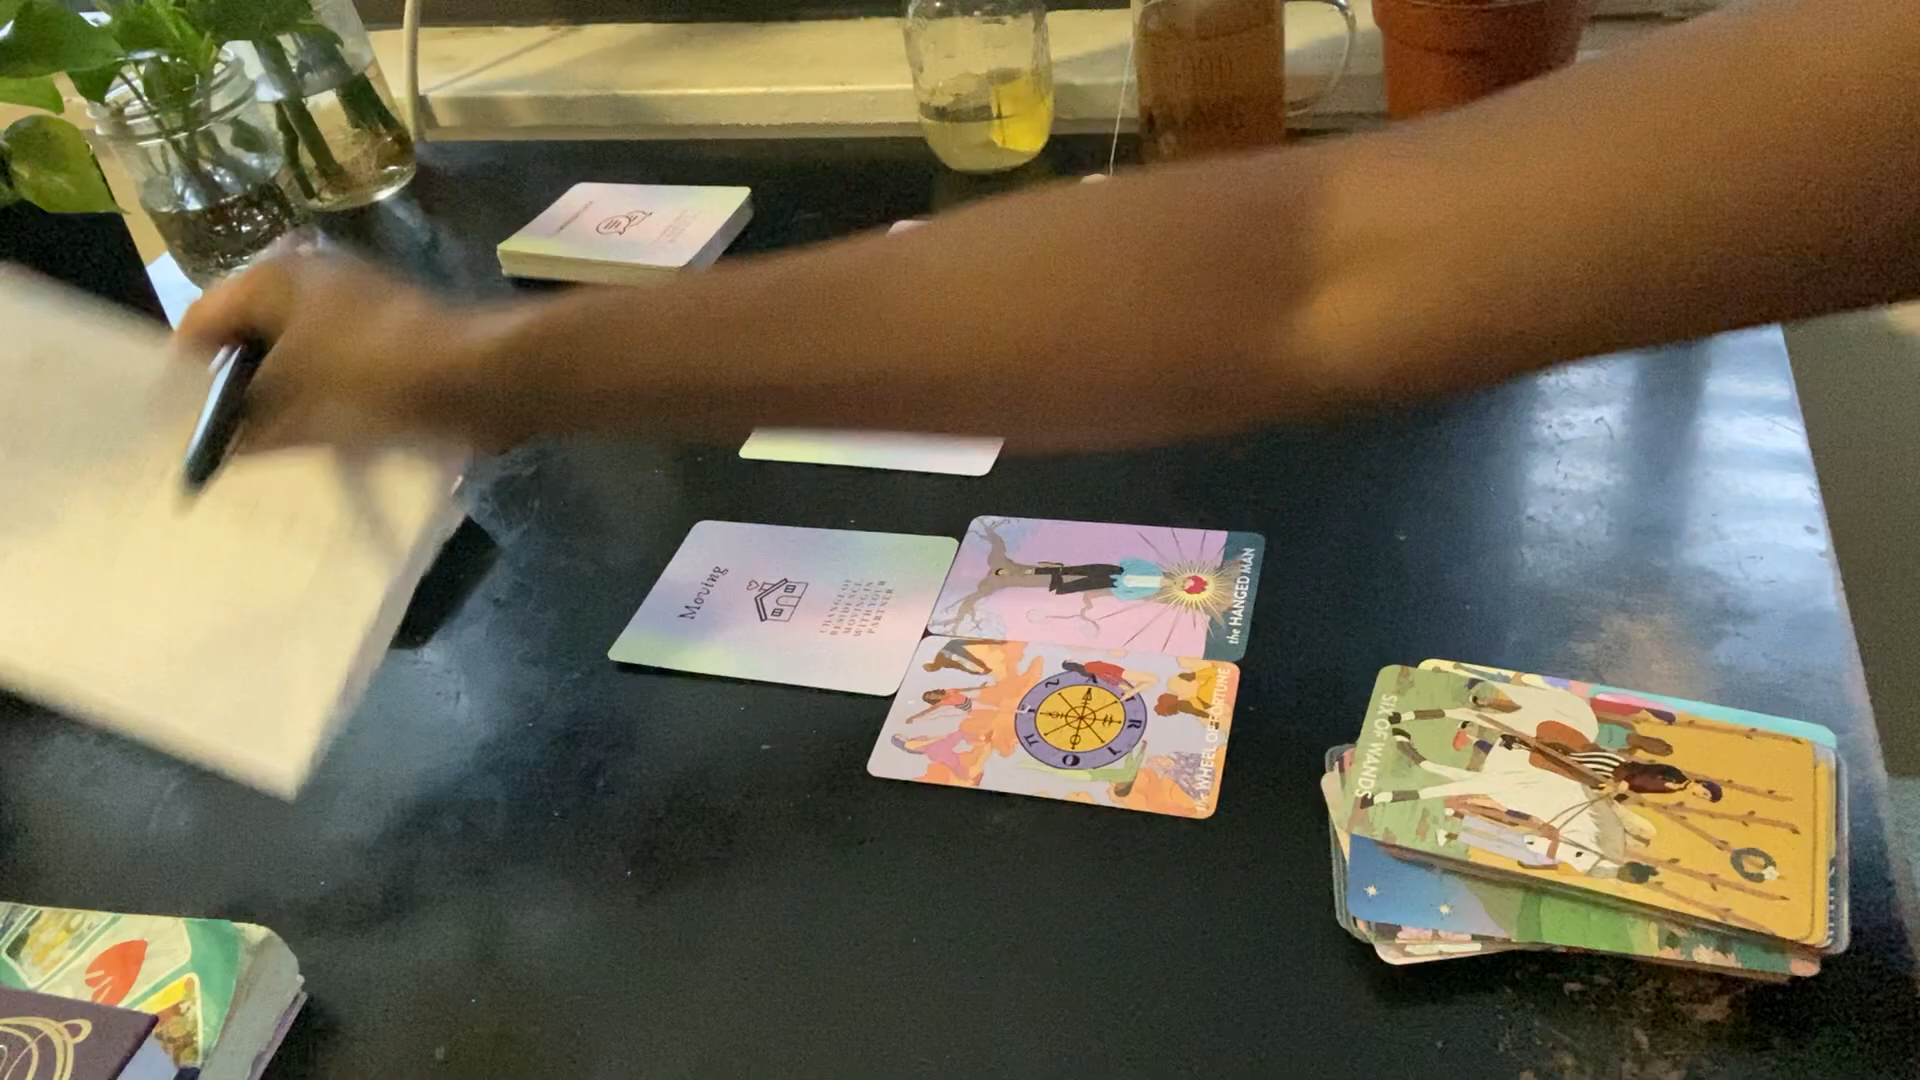 Moving
CHANGE OF
RESIDENCE,
MOVING IN
WITH YOUR
PARTNER
the HANGED MAN
the WHEEL OF FORTUNE
SIX OF WANDS